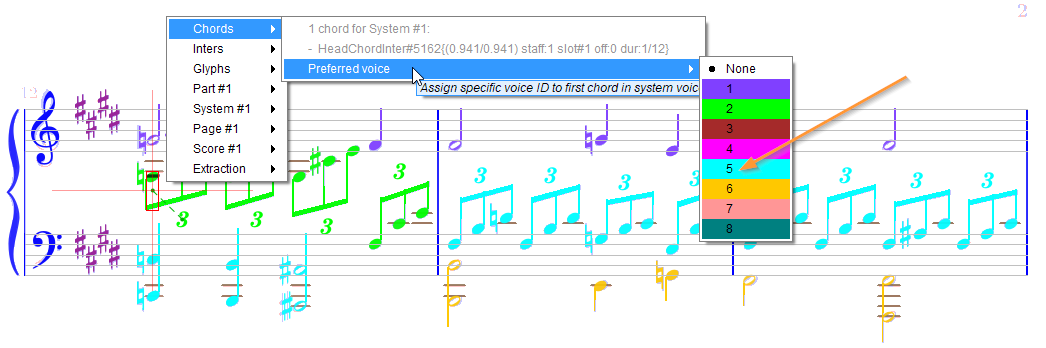 2
Chords
Inters
Glyphs
Part #1
System #1
Page #1
Score #1
Extraction
1 chord for System #1:
- HeadChordInter#5162{(0.941/0.941) staff:1 slot#1 off:0 dur:1/12}
Preferred voice
Assign specific voice ID to first chord in system voic
None
1
2
3
4
5
6
7
8
12
3
3
3
3
3
3
3
3
3
3